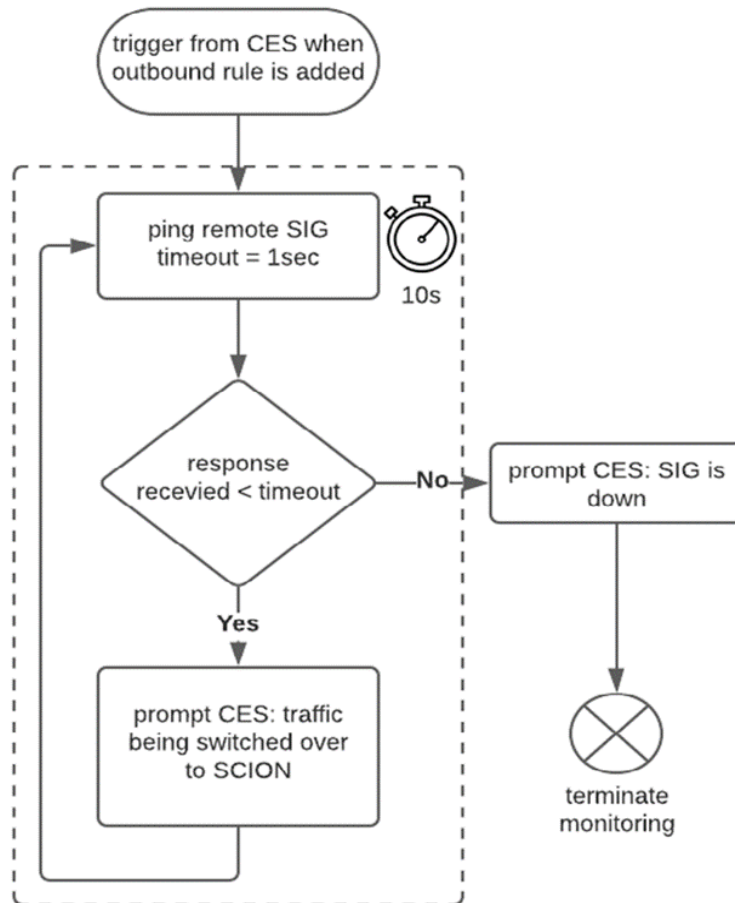 trigger from CES when
outbound rule is added
ping remote SIG
timeout = 1sec
10s
response
recevied < timeout
No
prompt CES: SIG is
down
Yes
prompt CES: traffic
being switched over
to SCION
terminate
monitoring